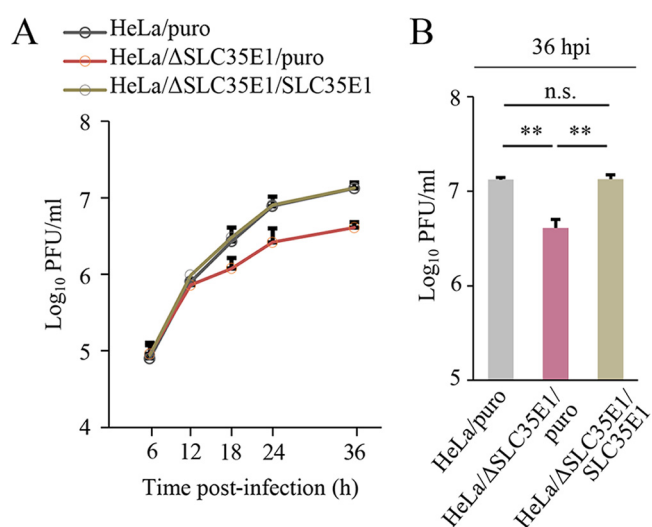 A
HeLa/puro
HeLa/ΔSLC35E1/puro
HeLa/ΔSLC35E1/SLC35E1
Log₁₀ PFU/ml
8
7
6
5
4
6 12 18 24 36
Time post-infection (h)
B
36 hpi
n.s.
** **
Log₁₀ PFU/ml
8
7
6
5
HeLa/puro
HeLa/ΔSLC35E1/
puro
HeLa/ΔSLC35E1/
SLC35E1